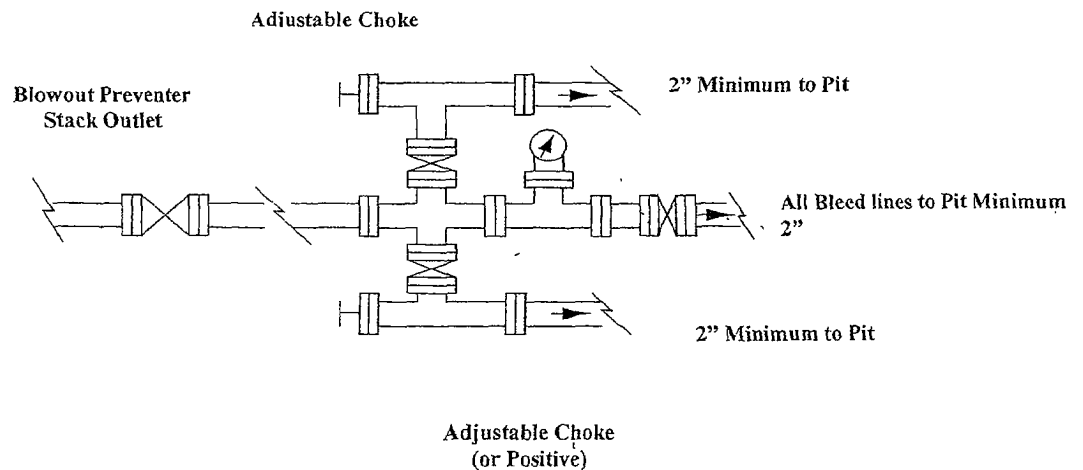 Adjustable Choke
2” Minimum to Pit
Blowout Preventer
Stack Outlet
All Bleed lines to Pit Minimum
2”
2” Minimum to Pit
Adjustable Choke
(or Positive)